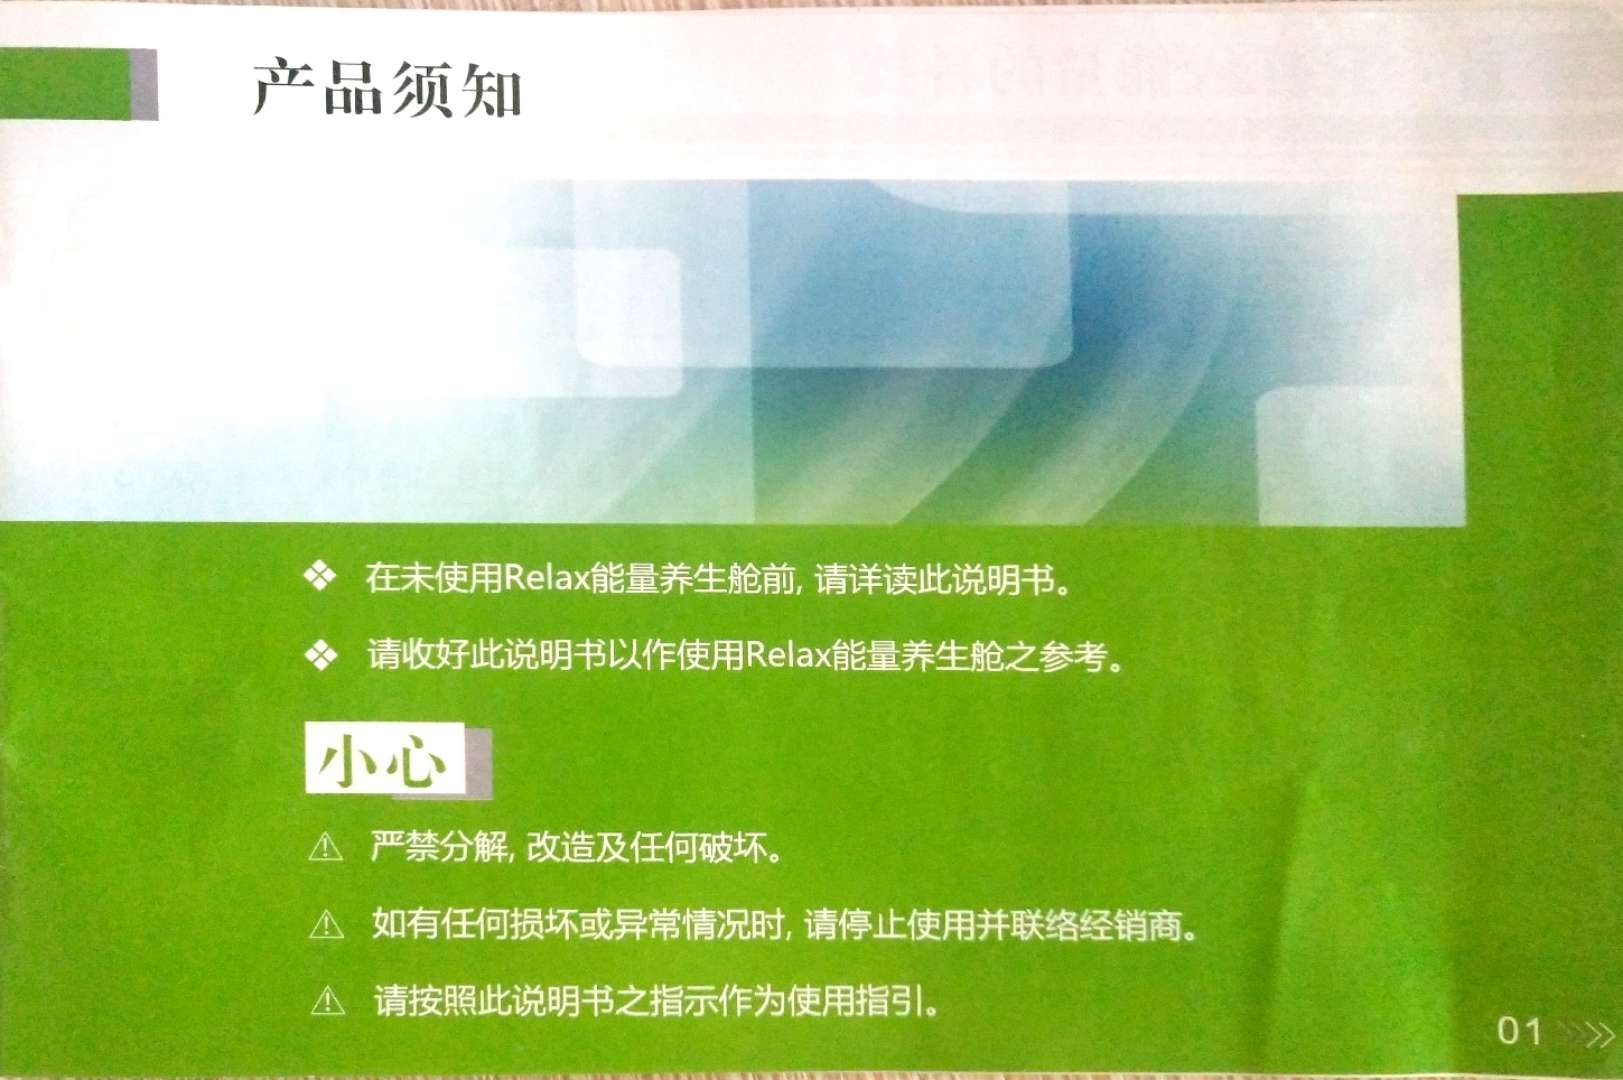 产品须知
❖ 在未使用Relax能量养生舱前, 请详读此说明书。
❖ 请收好此说明书以作使用Relax能量养生舱之参考。
小心
⚠ 严禁分解, 改造及任何破坏。
⚠ 如有任何损坏或异常情况时, 请停止使用并联络经销商。
⚠ 请按照此说明书之指示作为使用指引。
01